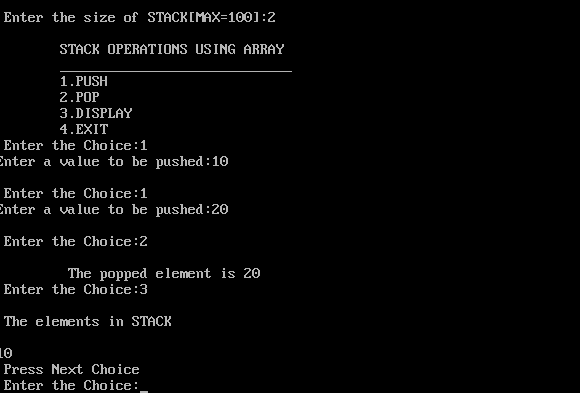 Enter the size of STACK[MAX=100]:2
STACK OPERATIONS USING ARRAY
1.PUSH
2.POP
3.DISPLAY
4.EXIT
Enter the Choice:1
Enter a value to be pushed:10
Enter the Choice:1
Enter a value to be pushed:20
Enter the Choice:2
The popped element is 20
Enter the Choice:3
The elements in STACK
10
Press Next Choice
Enter the Choice:_